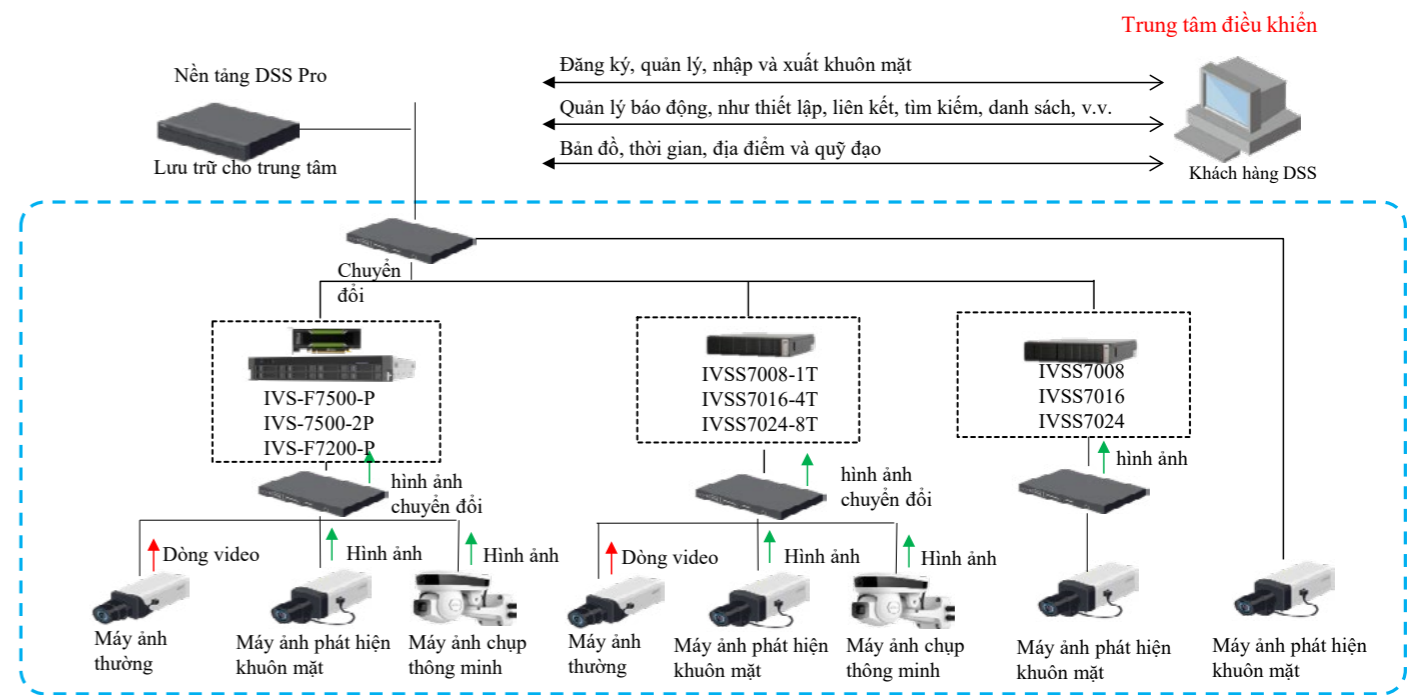 Trung tâm điều khiển
Nền tảng DSS Pro
Đăng ký, quản lý, nhập và xuất khuôn mặt
Quản lý báo động, như thiết lập, liên kết, tìm kiếm, danh sách, v.v.
Bản đồ, thời gian, địa điểm và quỹ đạo
Lưu trữ cho trung tâm
Khách hàng DSS
Chuyển
đổi
IVS-F7500-P
IVS-7500-2P
IVS-F7200-P
IVSS7008-1T
IVSS7016-4T
IVSS7024-8T
IVSS7008
IVSS7016
IVSS7024
hình ảnh
chuyển đổi
hình ảnh
chuyển đổi
hình ảnh
Dòng video
Hình ảnh
Hình ảnh
Dòng video
Hình ảnh
Hình ảnh
Máy ảnh
thường
Máy ảnh phát hiện
khuôn mặt
Máy ảnh chụp
thông minh
Máy ảnh
thường
Máy ảnh phát hiện
khuôn mặt
Máy ảnh chụp
thông minh
Máy ảnh phát hiện
khuôn mặt
Máy ảnh phát hiện
khuôn mặt